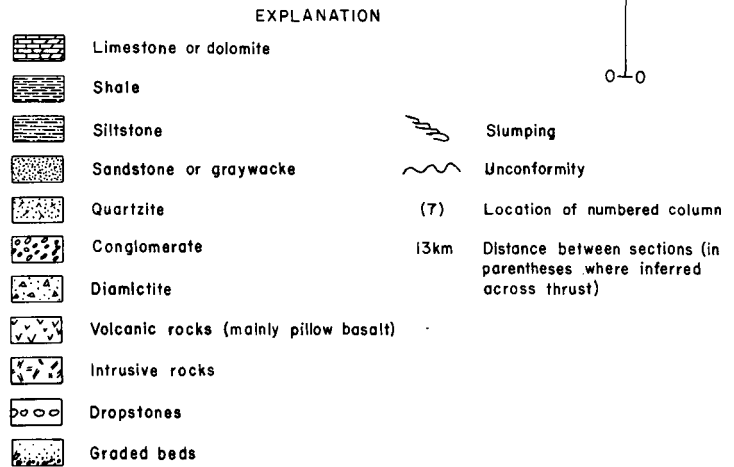 EXPLANATION
Limestone or dolomite
Shale
Siltstone
Sandstone or graywacke
Quartzite
Conglomerate
Diamictite
Volcanic rocks (mainly pillow basalt)
Intrusive rocks
Dropstones
Graded beds
0 0
Slumping
Unconformity
(7) Location of numbered column
13km Distance between sections (in
parentheses where inferred
across thrust)